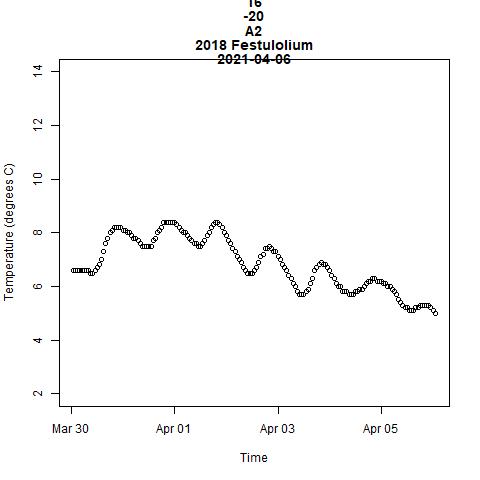 16
-20
A2
2018 Festulolium
2021-04-06
14
12
10
8
6
4
2
Temperature (degrees C)
Mar 30
Apr 01
Apr 03
Apr 05
Time